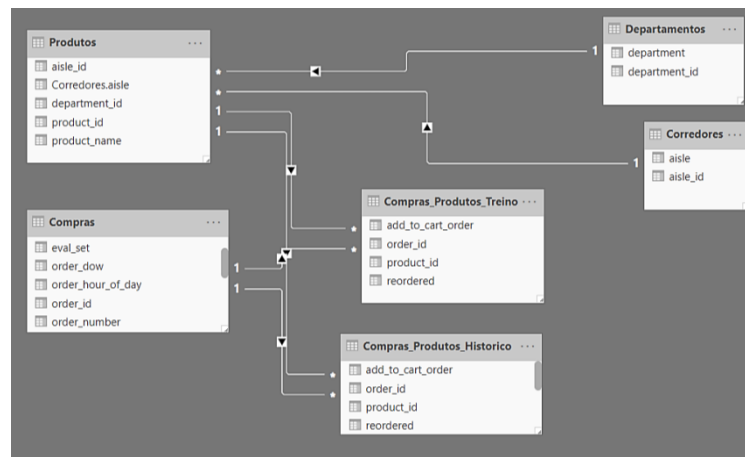 Produtos ...
aisle_id
Corredores.aisle
department_id
product_id
product_name
*
*
1
1
Departamentos ...
1
department
department_id
Corredores ...
1
aisle
aisle_id
Compras_Produtos_Treino ...
add_to_cart_order
order_id
product_id
reordered
*
*
Compras ...
eval_set
order_dow
order_hour_of_day
order_id
order_number
1
1
Compras_Produtos_Historico ...
add_to_cart_order
order_id
product_id
reordered
*
*